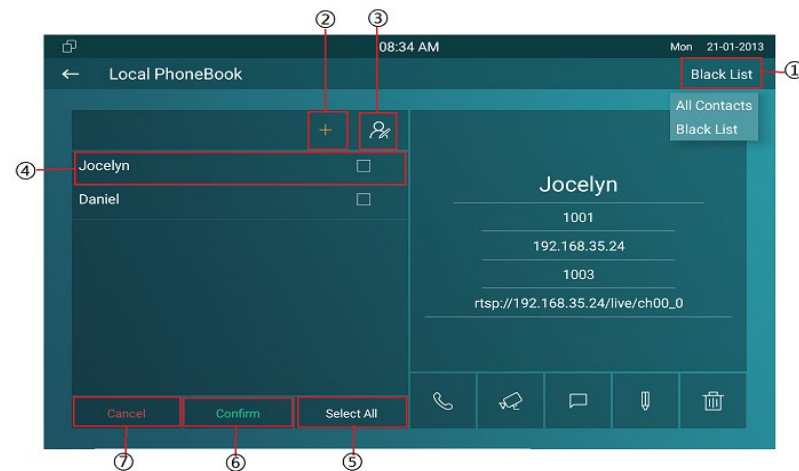 ② ③
08:34 AM Mon 21-01-2013
← Local PhoneBook Black List ①
All Contacts
Black List
+
④ Jocelyn
Daniel
Jocelyn
1001
192.168.35.24
1003
rtsp://192.168.35.24/live/ch00_0
Cancel Confirm Select All
⑦ ⑥ ⑤